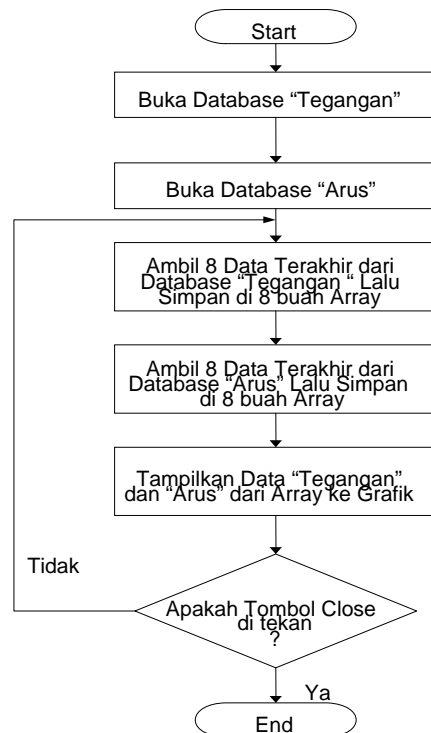 Start
Buka Database “Tegangan”
Buka Database “Arus”
Ambil 8 Data Terakhir dari
Database “Tegangan “ Lalu
Simpan di 8 buah Array
Ambil 8 Data Terakhir dari
Database “Arus” Lalu Simpan
di 8 buah Array
Tampilkan Data “Tegangan”
dan “Arus” dari Array ke Grafik
Tidak
Apakah Tombol Close
di tekan
?
Ya
End